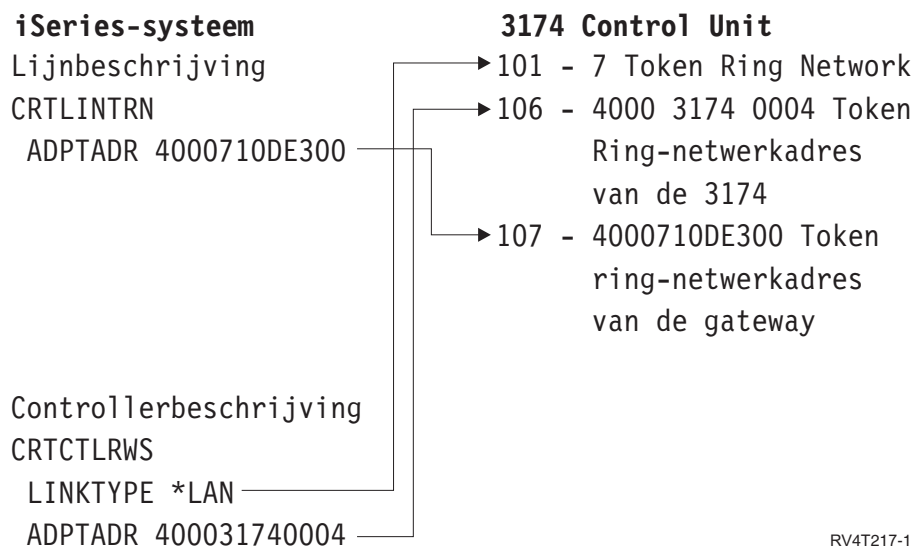 iSeries-systeem
Lijnbeschrijving
CRTLINTRN
ADPTADR 4000710DE300
Controllerbeschrijving
CRTCTLRWS
LINKTYPE *LAN
ADPTADR 400031740004
3174 Control Unit
101 - 7 Token Ring Network
106 - 4000 3174 0004 Token
Ring-netwerkadres
van de 3174
107 - 4000710DE300 Token
ring-netwerkadres
van de gateway
RV4T217-1